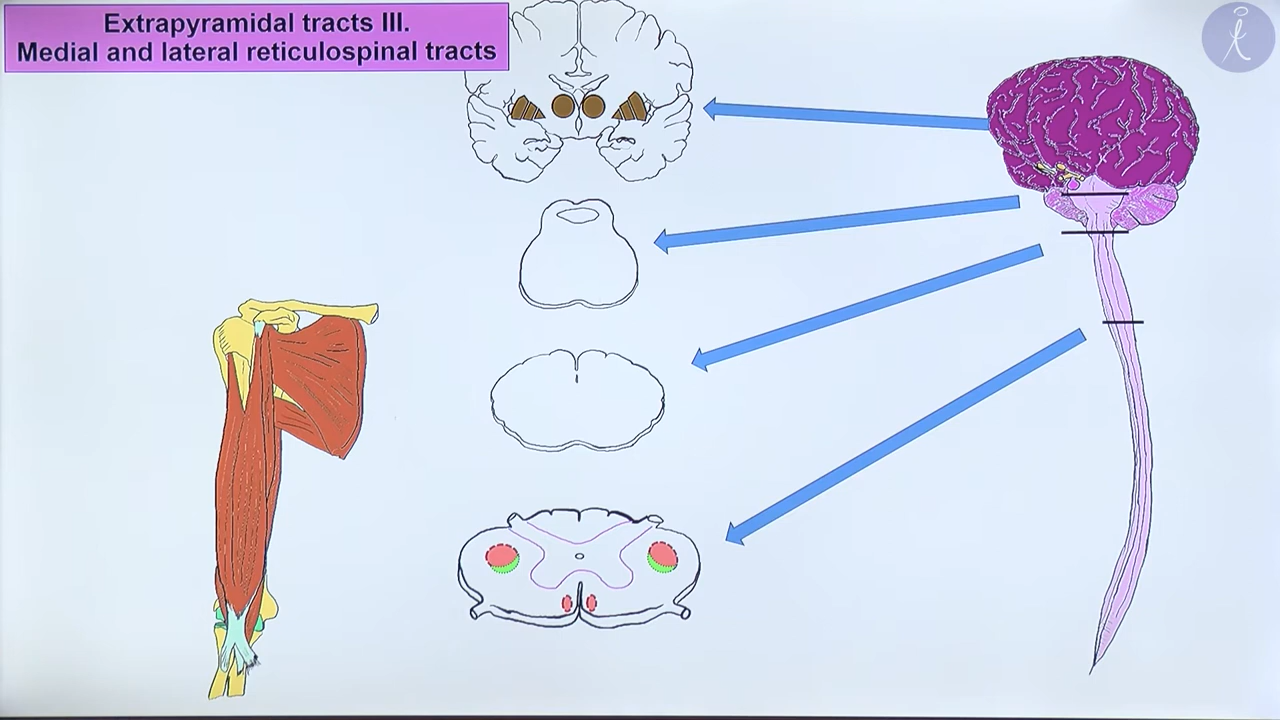 Extrapyramidal tracts III.
Medial and lateral reticulospinal tracts